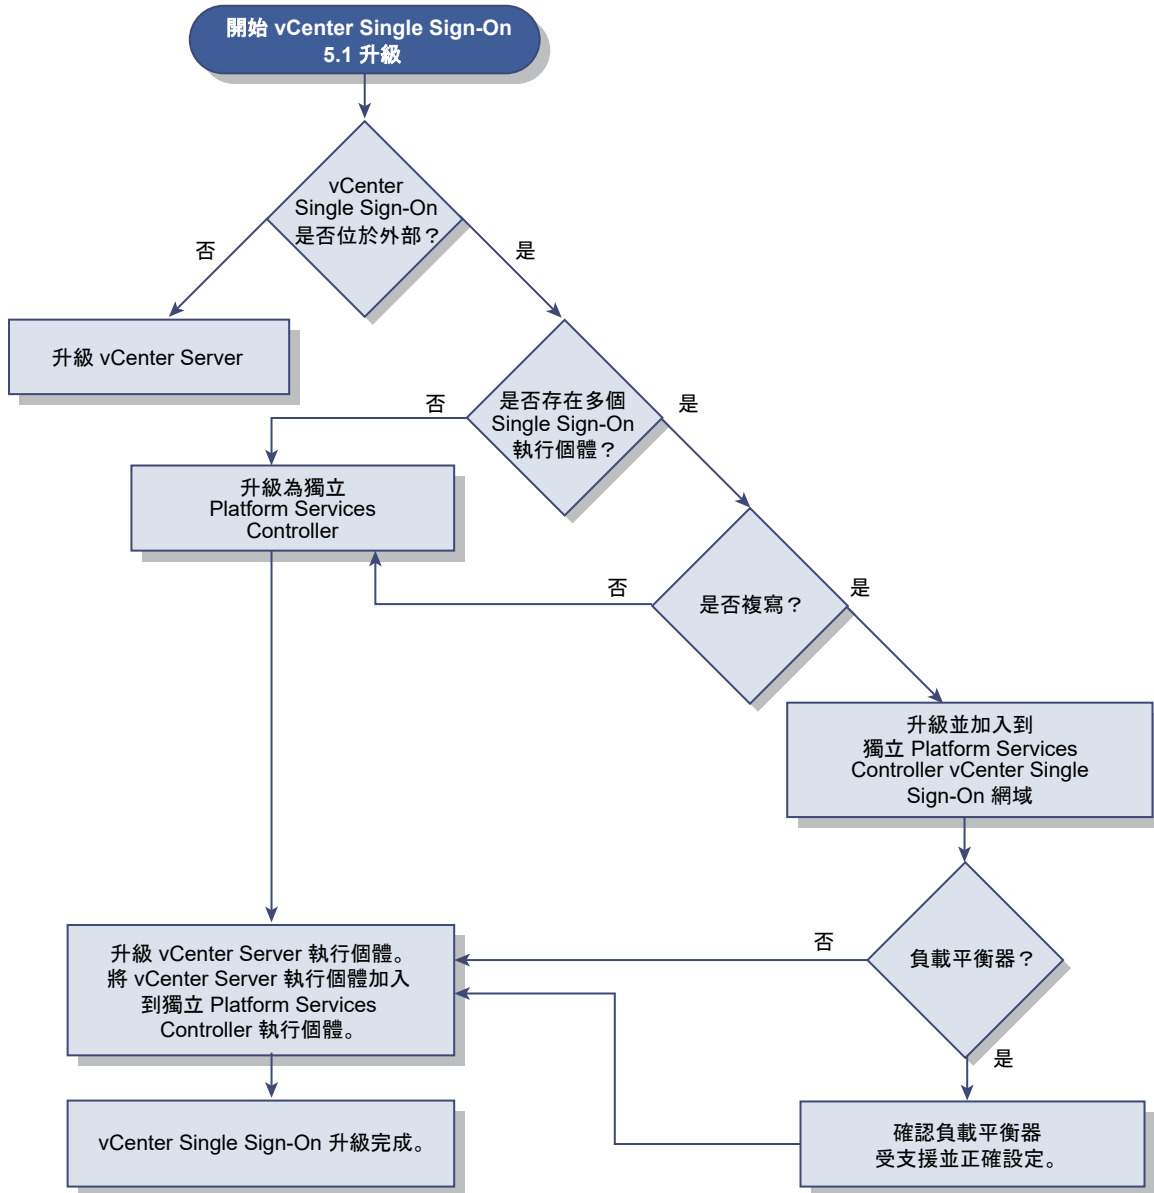 開始 vCenter Single Sign-On
5.1 升級
vCenter
Single Sign-On
是否位於外部？
否
是
升級 vCenter Server
是否存在多個
Single Sign-On
執行個體？
否
是
升級為獨立
Platform Services
Controller
是否複寫？
否
是
升級並加入到
獨立 Platform Services
Controller vCenter Single
Sign-On 網域
負載平衡器？
否
是
升級 vCenter Server 執行個體。
將 vCenter Server 執行個體加入
到獨立 Platform Services
Controller 執行個體。
vCenter Single Sign-On 升級完成。
確認負載平衡器
受支援並正確設定。